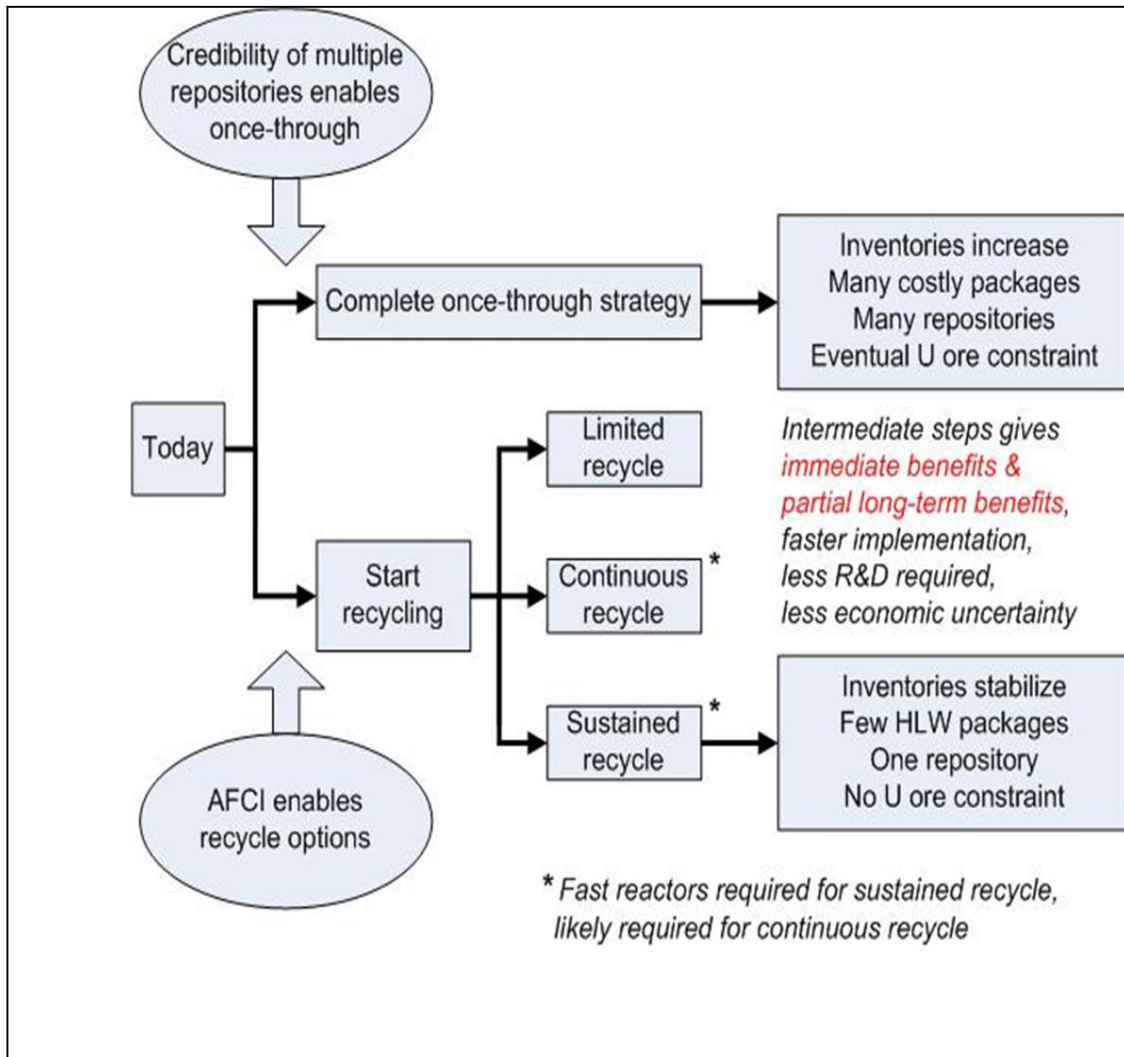 Credibility of multiple
repositories enables
once-through
Complete once-through strategy
Inventories increase
Many costly packages
Many repositories
Eventual U ore constraint
Today
Limited
recycle
Intermediate steps gives
immediate benefits &
partial long-term benefits,
faster implementation,
less R&D required,
less economic uncertainty
Start
recycling
Continuous
recycle
*
Sustained
recycle
*
Inventories stabilize
Few HLW packages
One repository
No U ore constraint
AFCI enables
recycle options
* Fast reactors required for sustained recycle,
likely required for continuous recycle